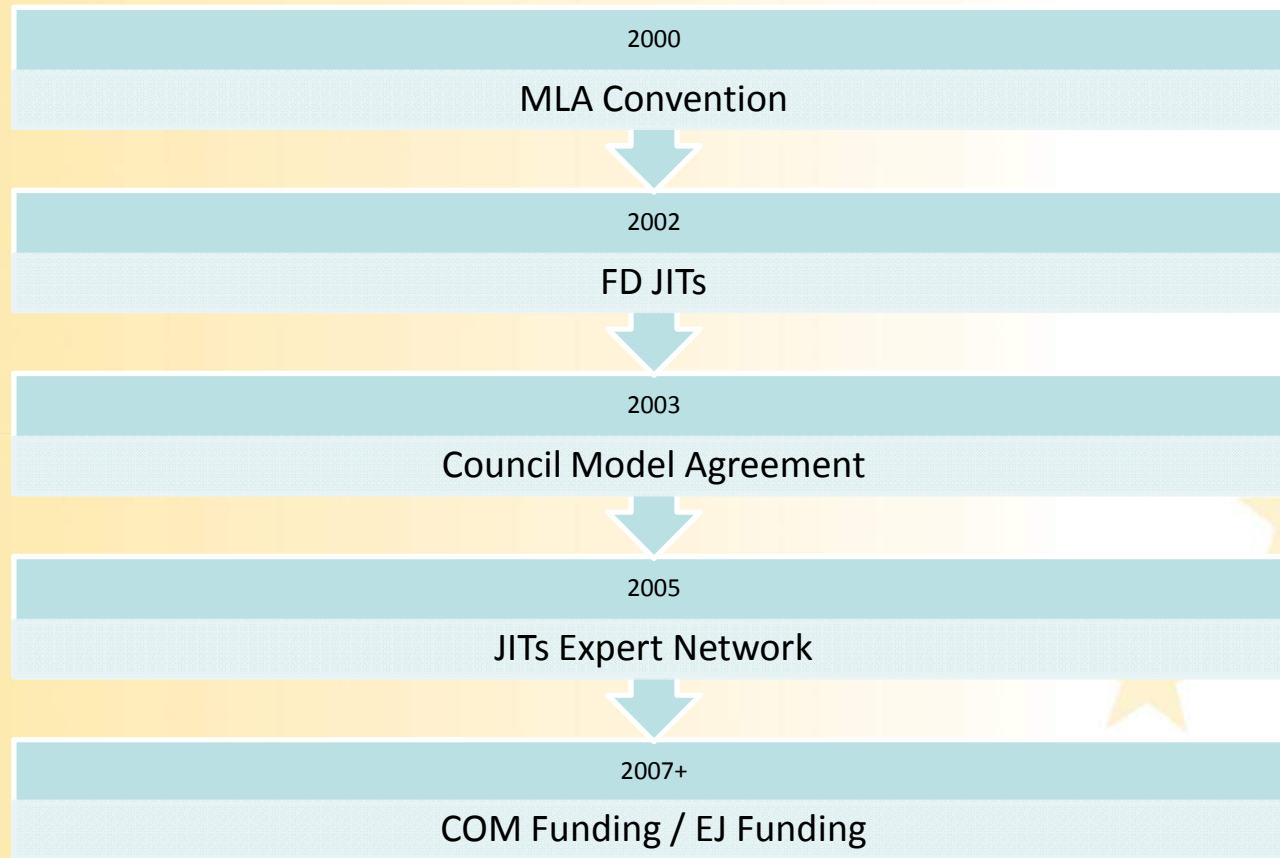 2000
MLA Convention
2002
FD JITs
2003
Council Model Agreement
2005
JITs Expert Network
2007+
COM Funding / EJ Funding